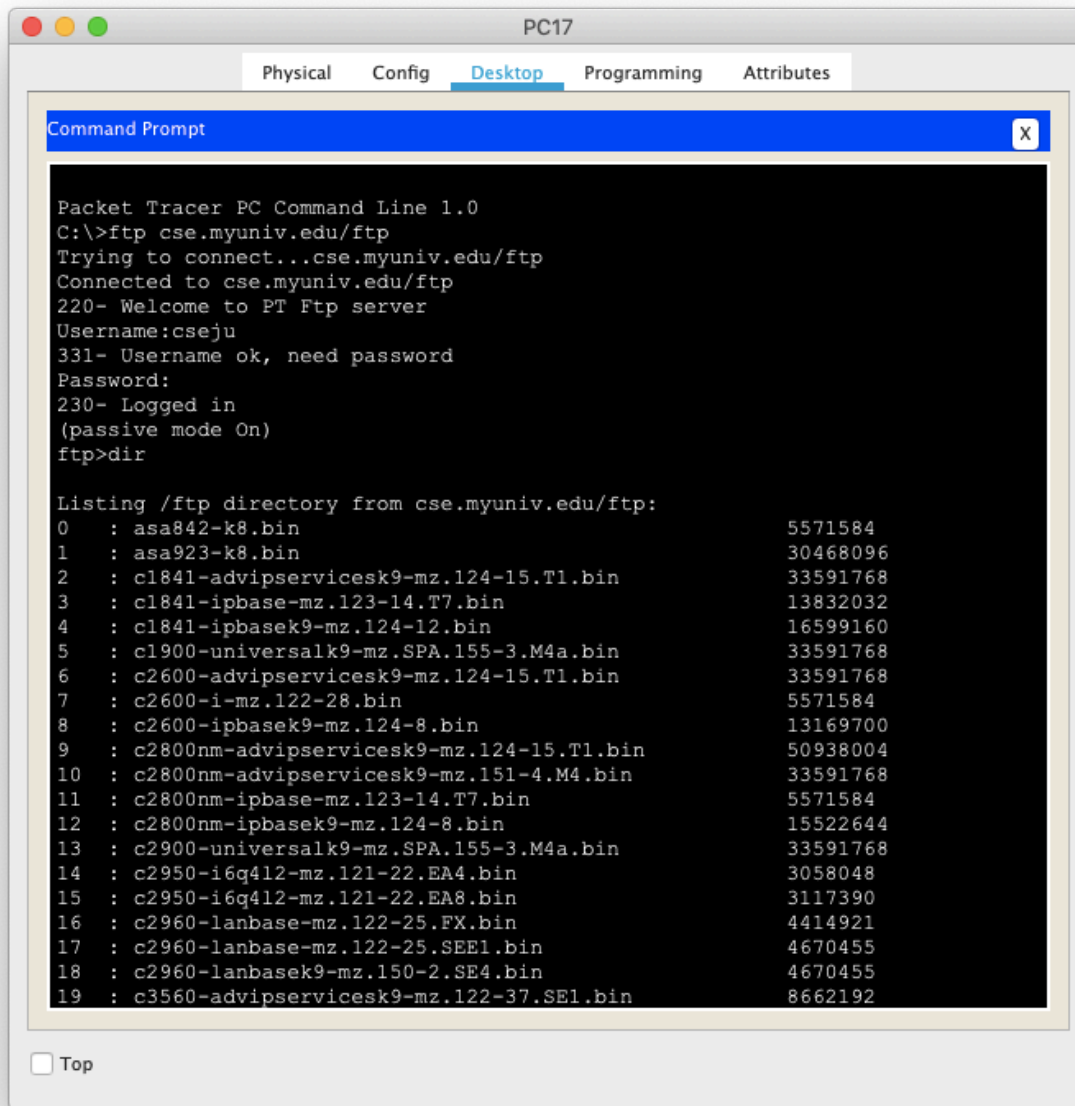 PC17
Physical Config Desktop Programming Attributes
Command Prompt X
Packet Tracer PC Command Line 1.0
C:\>ftp cse.myuniv.edu/ftp
Trying to connect...cse.myuniv.edu/ftp
Connected to cse.myuniv.edu/ftp
220- Welcome to PT Ftp server
Username:cseju
331- Username ok, need password
Password:
230- Logged in
(passive mode On)
ftp>dir
Listing /ftp directory from cse.myuniv.edu/ftp:
0 : asa842-k8.bin 5571584
1 : asa923-k8.bin 30468096
2 : c1841-advipservicesk9-mz.124-15.T1.bin 33591768
3 : c1841-ipbase-mz.123-14.T7.bin 13832032
4 : c1841-ipbasek9-mz.124-12.bin 16599160
5 : c1900-universalk9-mz.SPA.155-3.M4a.bin 33591768
6 : c2600-advipservicesk9-mz.124-15.T1.bin 33591768
7 : c2600-i-mz.122-28.bin 5571584
8 : c2600-ipbasek9-mz.124-8.bin 13169700
9 : c2800nm-advipservicesk9-mz.124-15.T1.bin 50938004
10 : c2800nm-advipservicesk9-mz.151-4.M4.bin 33591768
11 : c2800nm-ipbase-mz.123-14.T7.bin 5571584
12 : c2800nm-ipbasek9-mz.124-8.bin 15522644
13 : c2900-universalk9-mz.SPA.155-3.M4a.bin 33591768
14 : c2950-i6q4l2-mz.121-22.EA4.bin 3058048
15 : c2950-i6q4l2-mz.121-22.EA8.bin 3117390
16 : c2960-lanbase-mz.122-25.FX.bin 4414921
17 : c2960-lanbase-mz.122-25.SEE1.bin 4670455
18 : c2960-lanbasek9-mz.150-2.SE4.bin 4670455
19 : c3560-advipservicesk9-mz.122-37.SE1.bin 8662192
Top